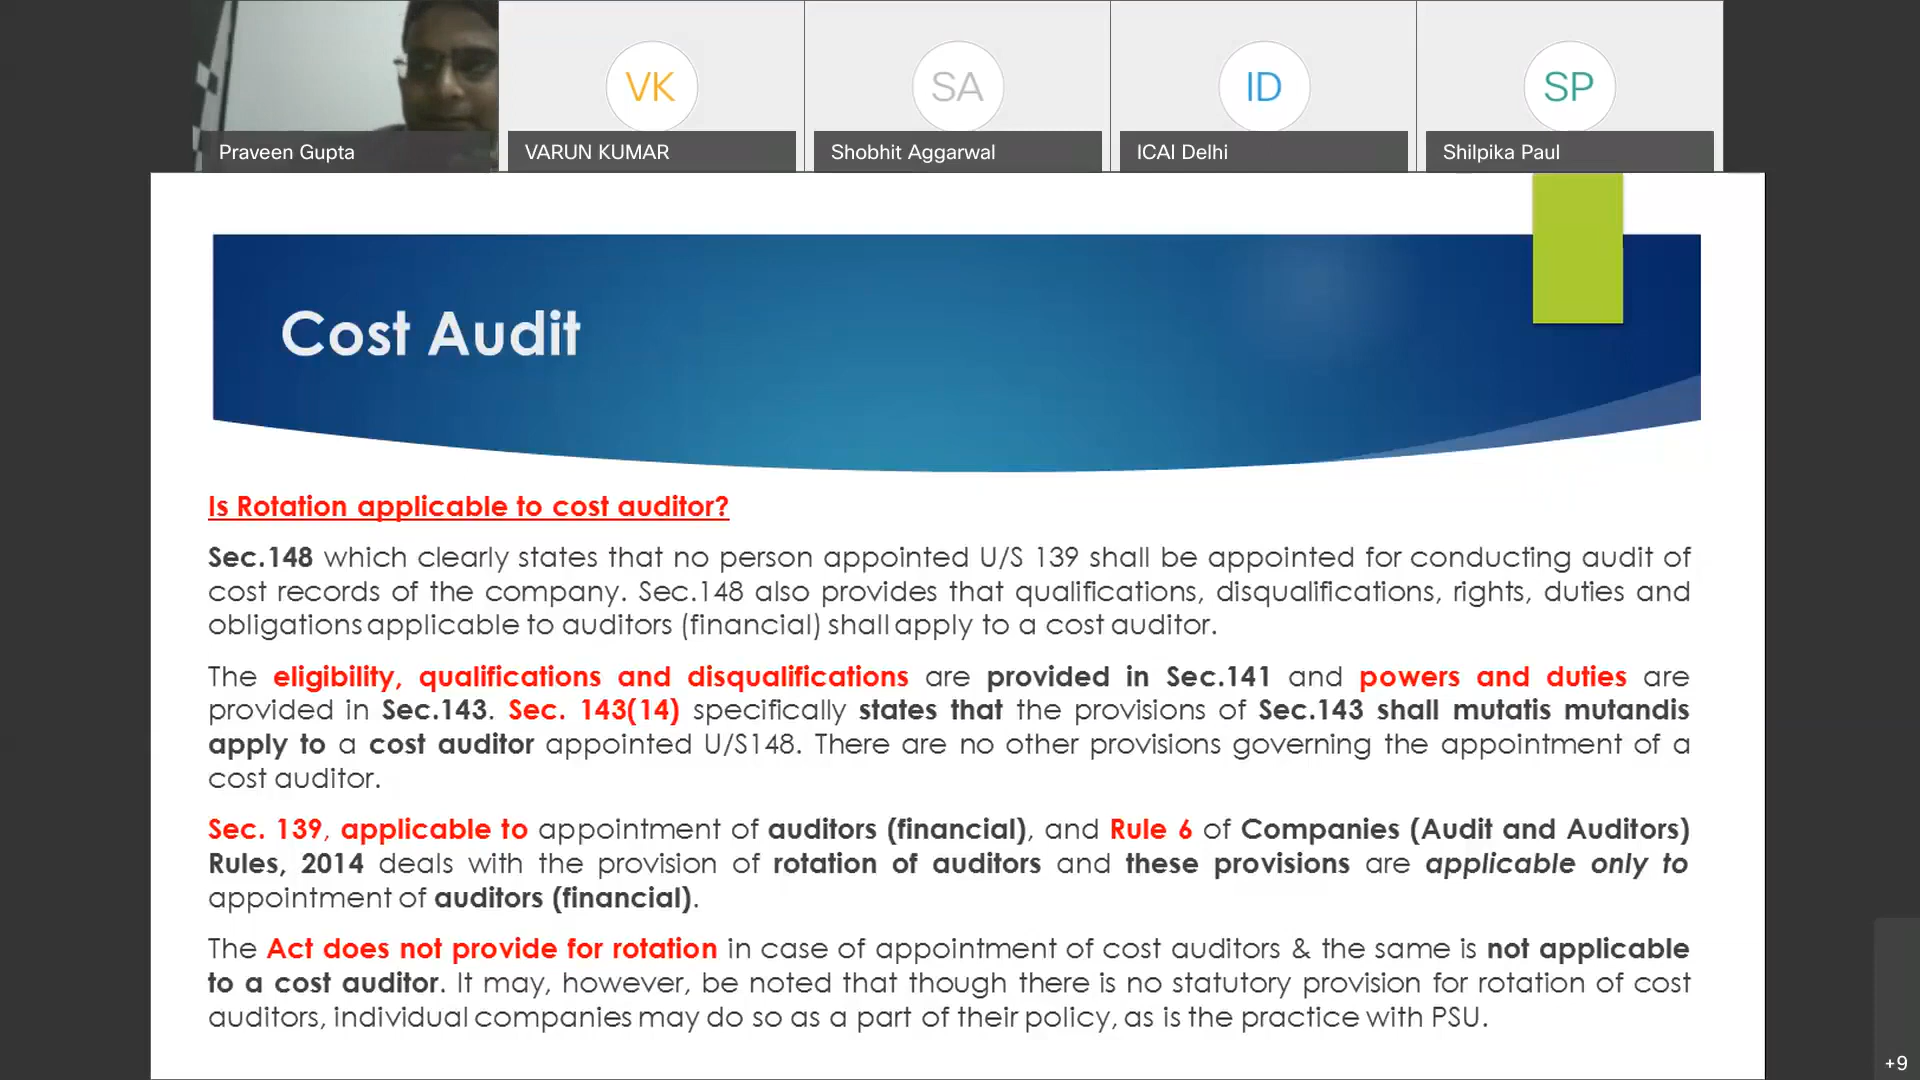 VK
SA
ID
SP
Praveen Gupta
VARUN KUMAR
Shobhit Aggarwal
ICAI Delhi
Shilpika Paul
Cost Audit
Is Rotation applicable to cost auditor?
Sec.148 which clearly states that no person appointed U/S 139 shall be appointed for conducting audit of
cost records of the company. Sec.148 also provides that qualifications, disqualifications, rights, duties and
obligations applicable to auditors (financial) shall apply to a cost auditor.
The eligibility, qualifications and disqualifications are provided in Sec.141 and powers and duties are
provided in Sec.143. Sec. 143(14) specifically states that the provisions of Sec.143 shall mutatis mutandis
apply to a cost auditor appointed U/S148. There are no other provisions governing the appointment of a
cost auditor.
Sec. 139, applicable to appointment of auditors (financial), and Rule 6 of Companies (Audit and Auditors)
Rules, 2014 deals with the provision of rotation of auditors and these provisions are applicable only to
appointment of auditors (financial).
The Act does not provide for rotation in case of appointment of cost auditors & the same is not applicable
to a cost auditor. It may, however, be noted that though there is no statutory provision for rotation of cost
auditors, individual companies may do so as a part of their policy, as is the practice with PSU.
+9